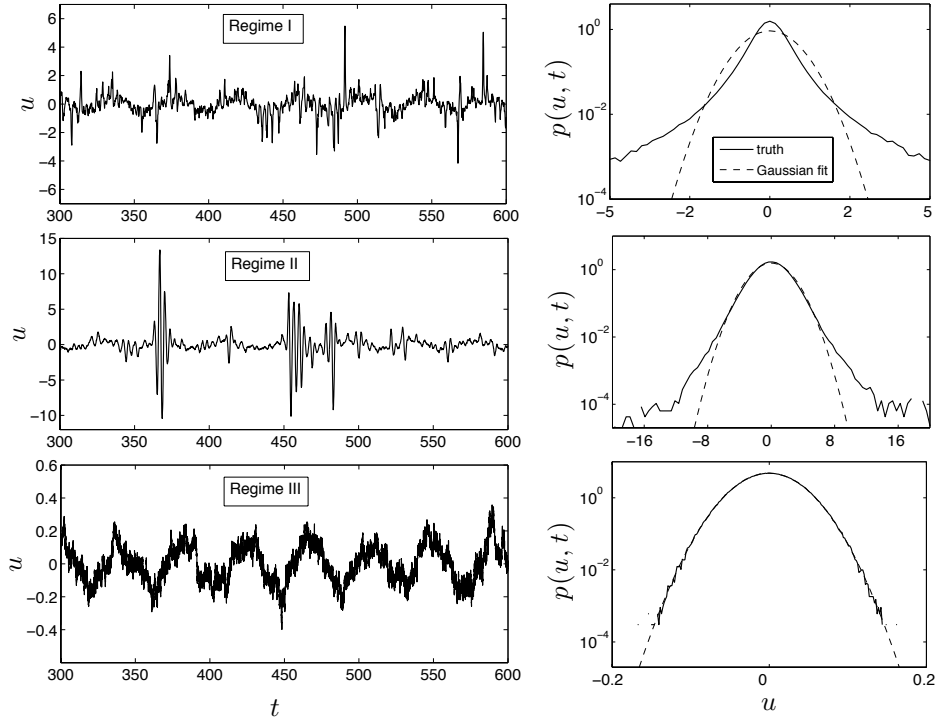 Regime I
6
4
2
0
−2
−4
−6
u
300 350 400 450 500 550 600
p(u, t)
10^0
10^−2
10^−4
truth
Gaussian fit
−5 −2 0 2 5
Regime II
15
10
5
0
−5
−10
u
300 350 400 450 500 550 600
p(u, t)
10^0
10^−2
10^−4
−16 −8 0 8 16
Regime III
0.6
0.4
0.2
0
−0.2
−0.4
u
300 350 400 450 500 550 600
t
p(u, t)
10^0
10^−2
10^−4
−0.2 0 0.2
u